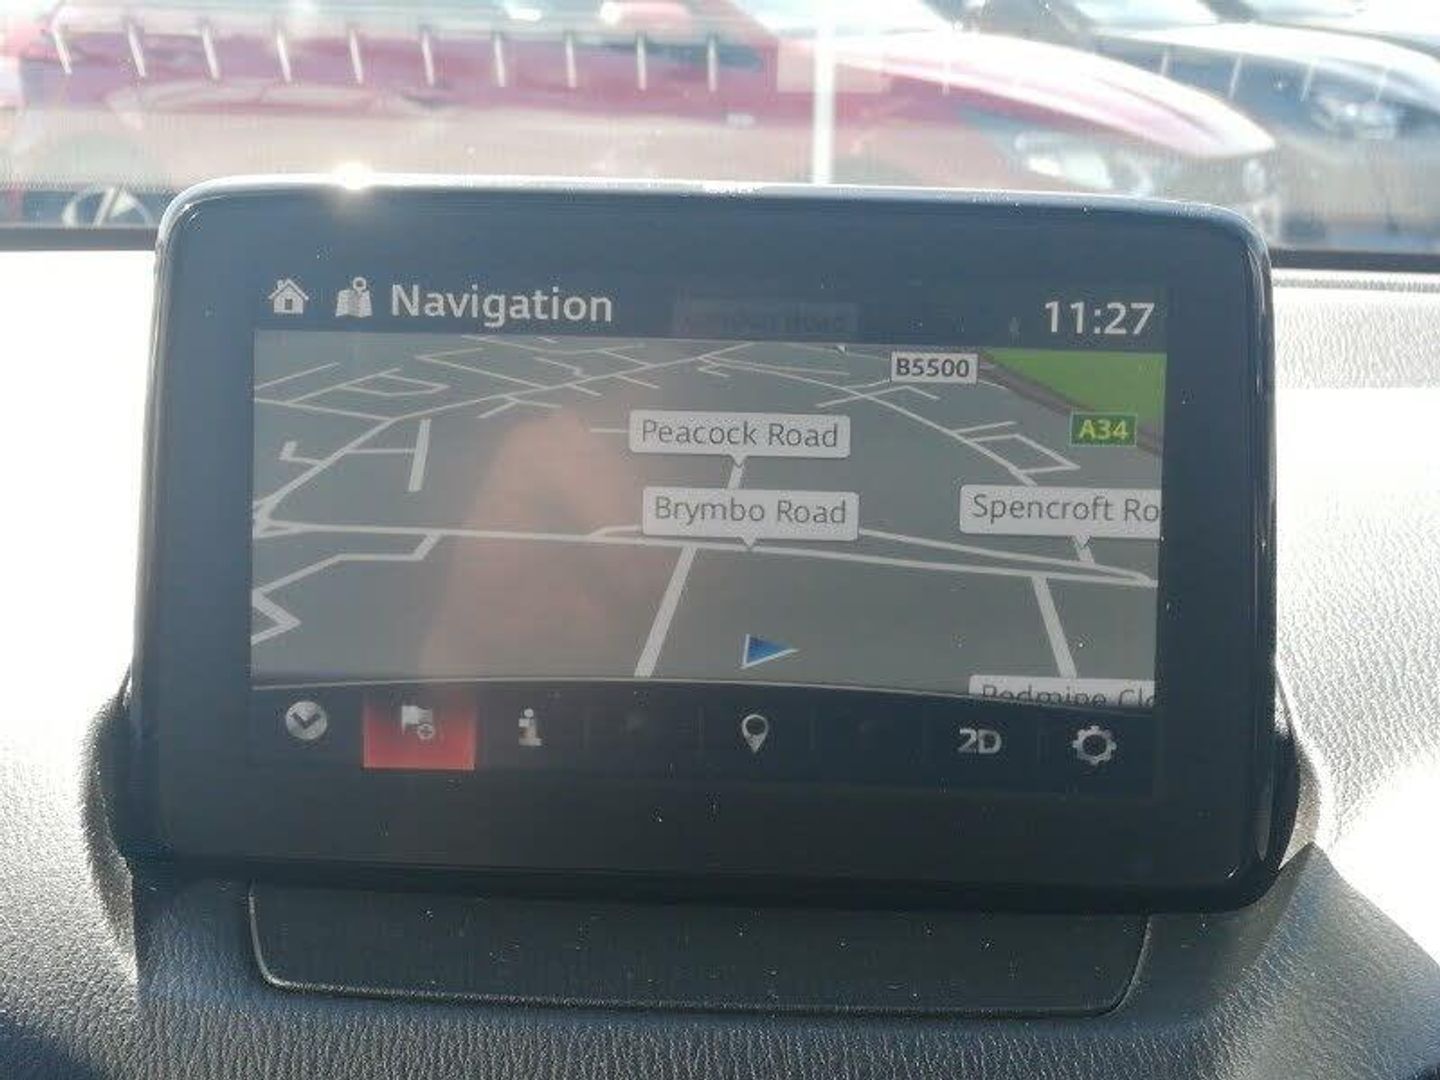 Navigation
11:27
B5500
A34
Peacock Road
Brymbo Road
Spencroft Ro
2D